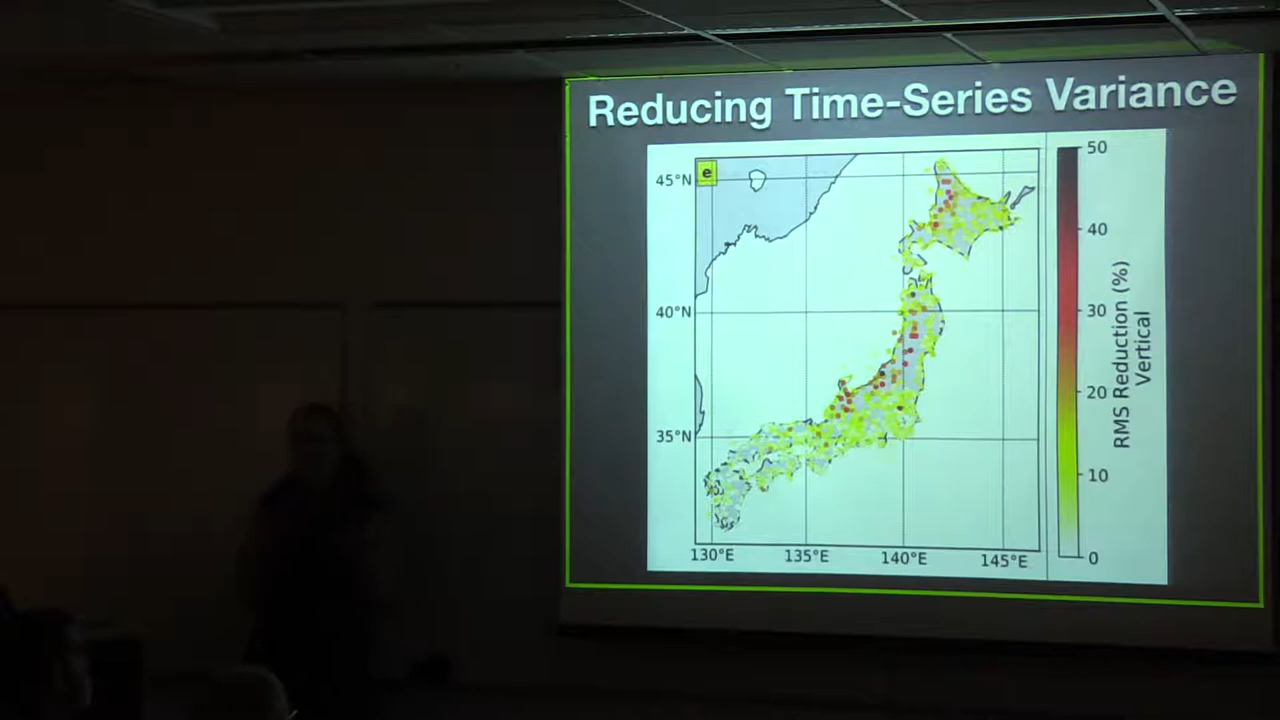 Reducing Time-Series Variance
e
45°N
40°N
35°N
130°E 135°E 140°E 145°E
50
40
30
20
10
0
RMS Reduction (%)
Vertical